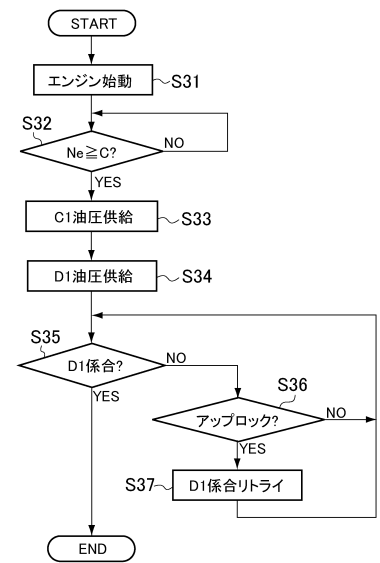 START
エンジン始動
S31
S32
Ne≧C?
NO
YES
C1油圧供給
S33
D1油圧供給
S34
S35
D1係合?
NO
YES
S36
アップロック?
NO
YES
S37
D1係合リトライ
END